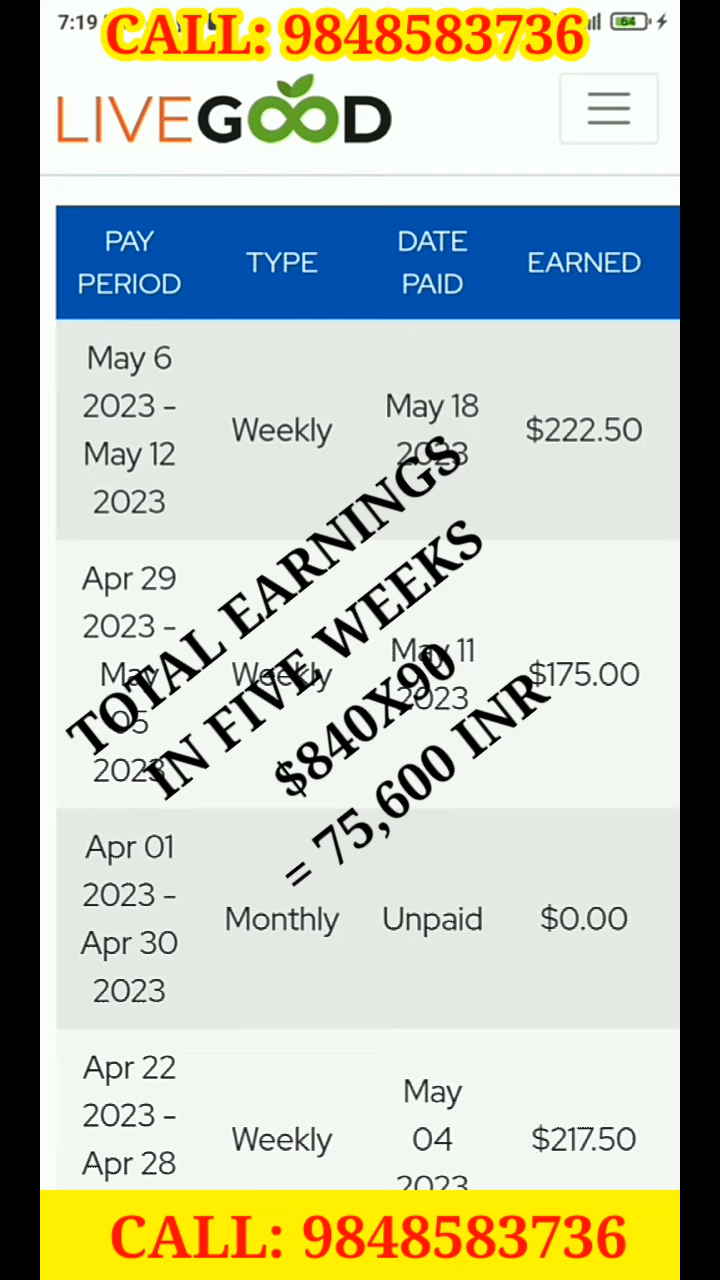 7:19
CALL: 9848583736
64
LIVEGOOD
PAY PERIOD
TYPE
DATE PAID
EARNED
May 6 2023 - May 12 2023
Weekly
May 18 2023
$222.50
Apr 29 2023 - May 05 2023
Weekly
May 11 2023
$175.00
Apr 01 2023 - Apr 30 2023
Monthly
Unpaid
$0.00
Apr 22 2023 - Apr 28
Weekly
May 04 2023
$217.50
TOTAL EARNINGS
IN FIVE WEEKS
$840X90
= 75,600 INR
CALL: 9848583736